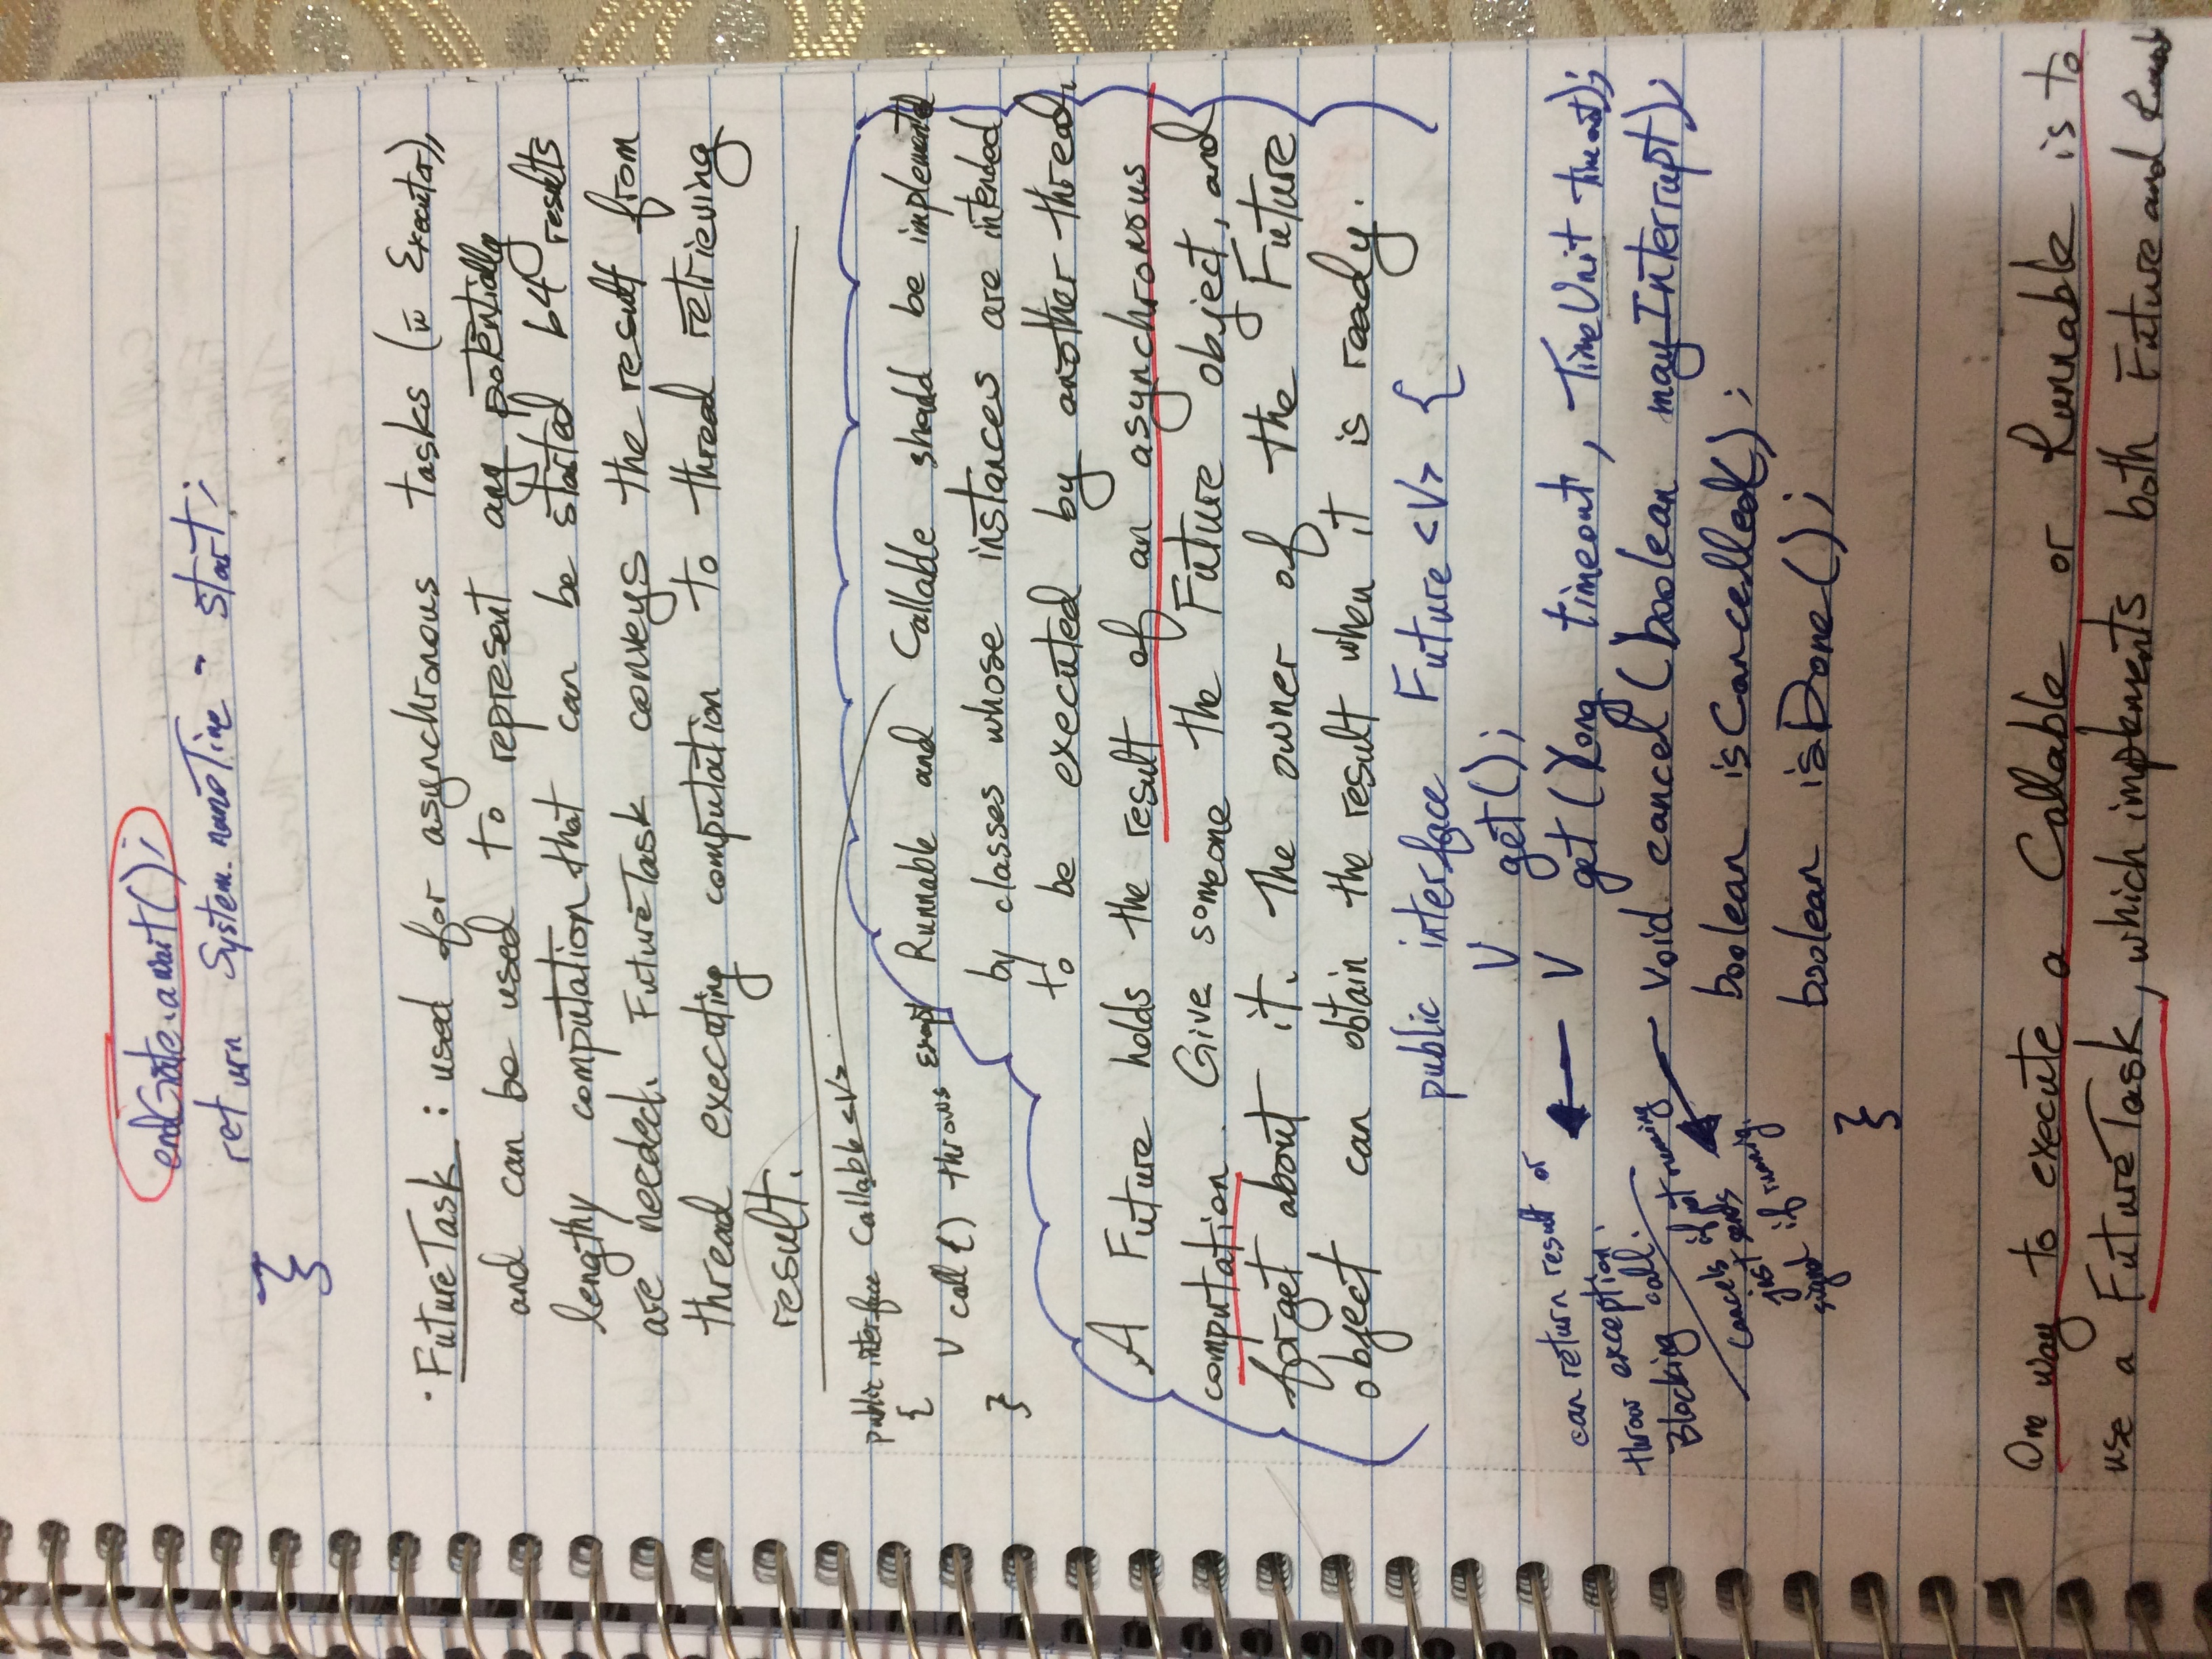 endGate.await();
return System.nanoTime - start;
}
· FutureTask : used for asynchronous tasks (in Executor),
and can be used to represent any potentially
lengthy computation that can be started b4 results
are needed. FutureTask conveys the result from
thread executing computation to thread retrieving
result.
public interface Callable <V>
{
V call () throws Except
}
Runnable and Callable should be implemented
by classes whose instances are intended
to be executed by another thread.
A Future holds the result of an asynchronous
computation. Give someone the Future object, and
forget about it. The owner of the Future
object can obtain the result when it is ready.
public interface Future <V> {
V get();
V get (long timeout, TimeUnit timeout);
void cancel (boolean mayInterrupt);
boolean isCancelled();
boolean isDone();
}
can return result or
throw exception.
Blocking call.
cancels if not running
just sends
signal if running.
One way to execute a Callable or Runnable is to
use a FutureTask, which implements both Future and